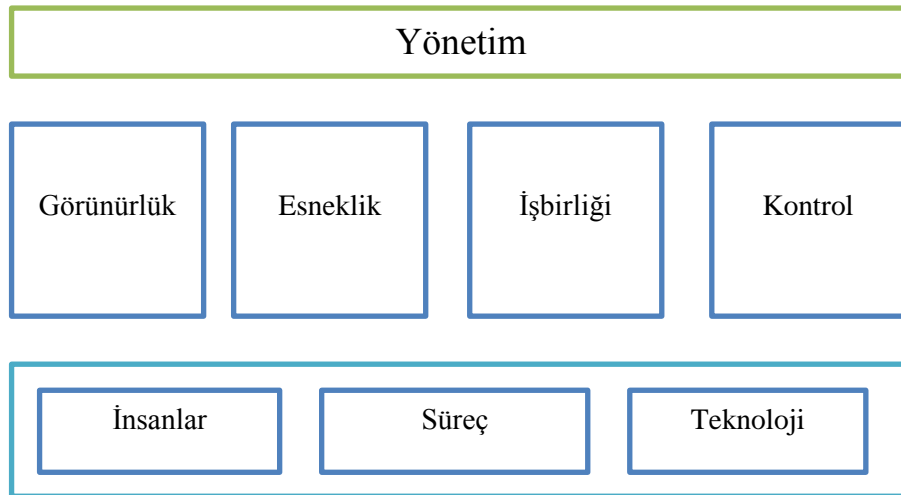 Yönetim
Görünürlük
Esneklik
İşbirliği
Kontrol
İnsanlar
Süreç
Teknoloji